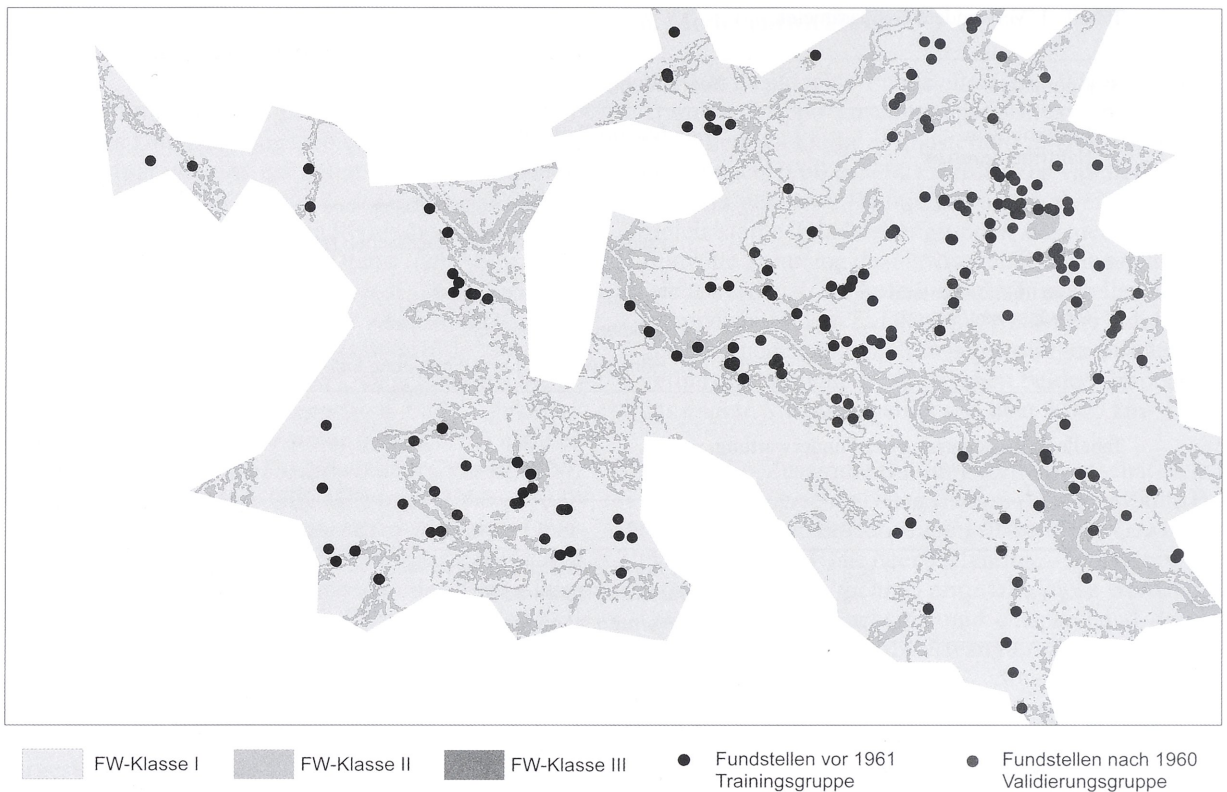 FW-Klasse I
FW-Klasse II
FW-Klasse III
Fundstellen vor 1961
Trainingsgruppe
Fundstellen nach 1960
Validierungsgruppe